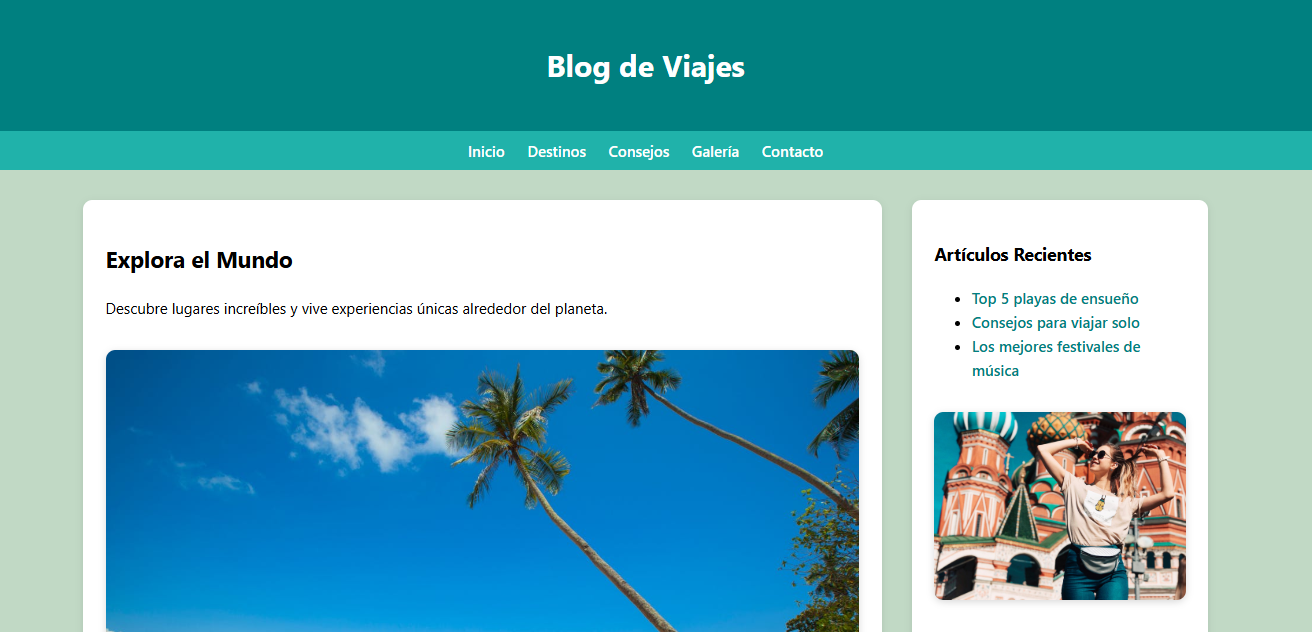 Blog de Viajes
Inicio Destinos Consejos Galería Contacto
Explora el Mundo
Descubre lugares increíbles y vive experiencias únicas alrededor del planeta.
Artículos Recientes
Top 5 playas de ensueño
Consejos para viajar solo
Los mejores festivales de
música